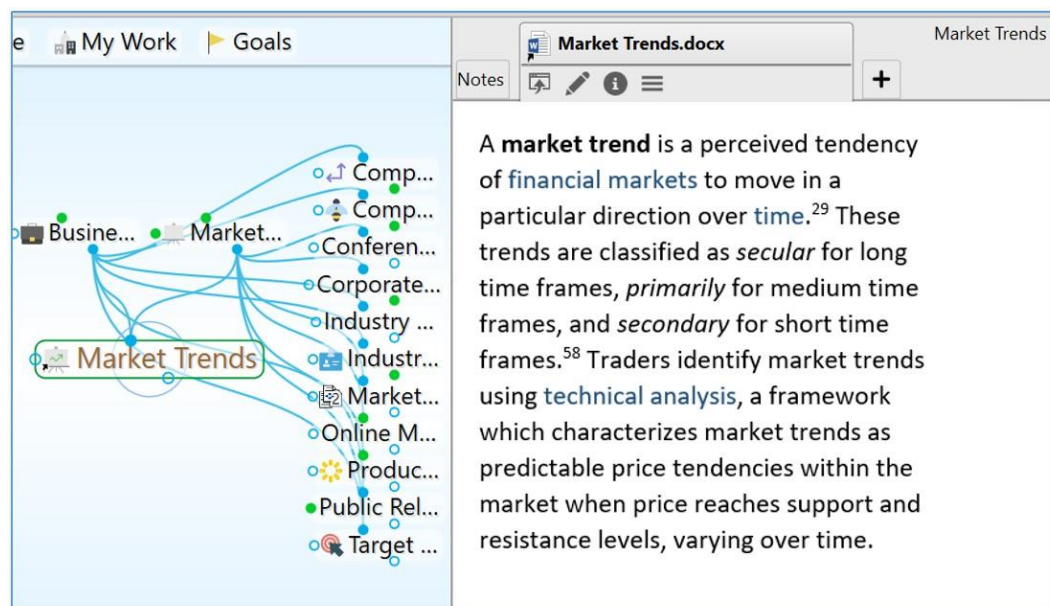 e My Work Goals
Market Trends.docx
Market Trends
Notes
A market trend is a perceived tendency
of financial markets to move in a
particular direction over time.29 These
trends are classified as secular for long
time frames, primarily for medium time
frames, and secondary for short time
frames.58 Traders identify market trends
using technical analysis, a framework
which characterizes market trends as
predictable price tendencies within the
market when price reaches support and
resistance levels, varying over time.
Busine...
Market...
Market Trends
Comp...
Comp...
Conferen...
Corporate...
Industry ...
Industr...
Market...
Online M...
Produc...
Public Rel...
Target ...